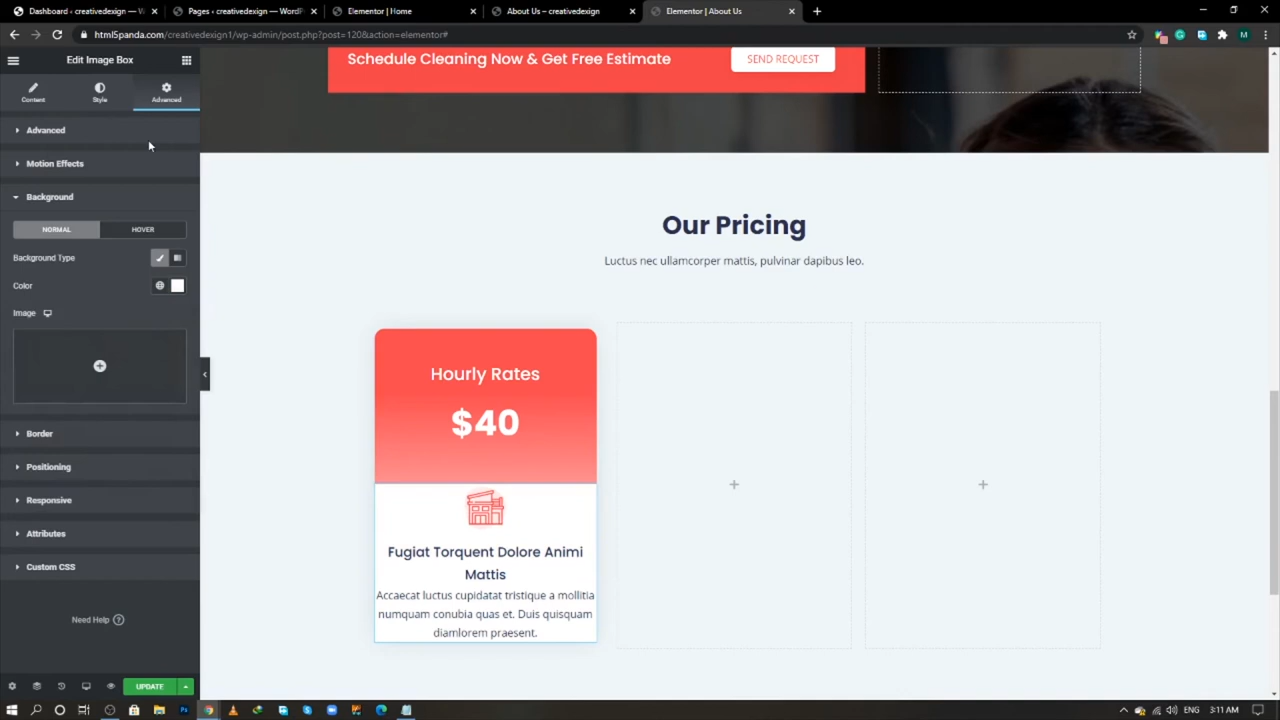 Dashboard ‹ creativedexign — W
Pages ‹ creativedexign — WordP
Elementor | Home
About Us – creativedexign
Elementor | About Us
html5panda.com/creativedexign1/wp-admin/post.php?post=120&action=elementor#
M
Edit Image Box
Content
Style
Advanced
Advanced
Motion Effects
Background
NORMAL
HOVER
Background Type
Color
Image
Border
Positioning
Responsive
Attributes
Custom CSS
Need Help
UPDATE
Schedule Cleaning Now & Get Free Estimate
SEND REQUEST
Our Pricing
Luctus nec ullamcorper mattis, pulvinar dapibus leo.
Hourly Rates
$40
Fugiat Torquent Dolore Animi
Mattis
Accaecat luctus cupidatat tristique a mollitia
numquam conubia quas et. Duis quisquam
diamlorem praesent.
ENG
3:11 AM